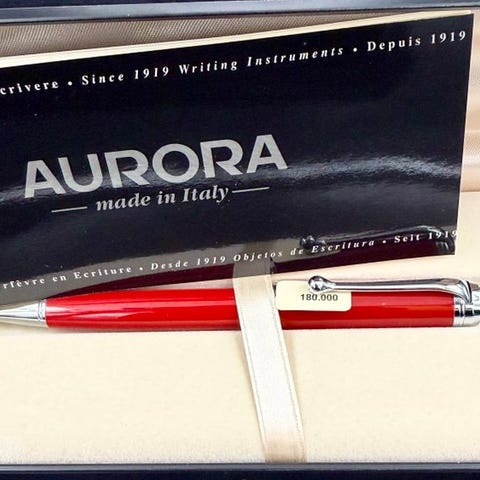 crivere • Since 1919 Writing Instruments • Depuis 1919
AURORA
made in Italy
rfèvre en Ecriture • Desde 1919 Objetos de Escritura • Seit 1919
180.000